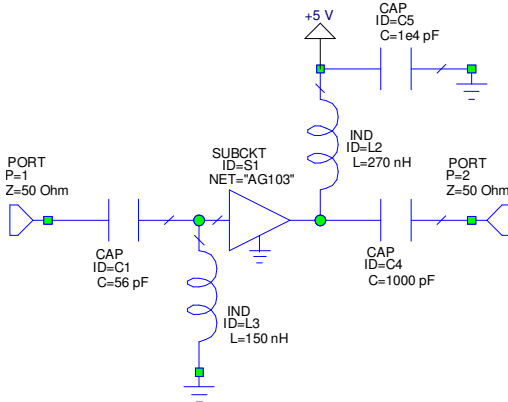 +5 V
CAP
ID=C5
C=1e4 pF
IND
ID=L2
L=270 nH
SUBCKT
ID=S1
NET="AG103"
PORT
P=1
Z=50 Ohm
PORT
P=2
Z=50 Ohm
CAP
ID=C1
C=56 pF
CAP
ID=C4
C=1000 pF
IND
ID=L3
L=150 nH